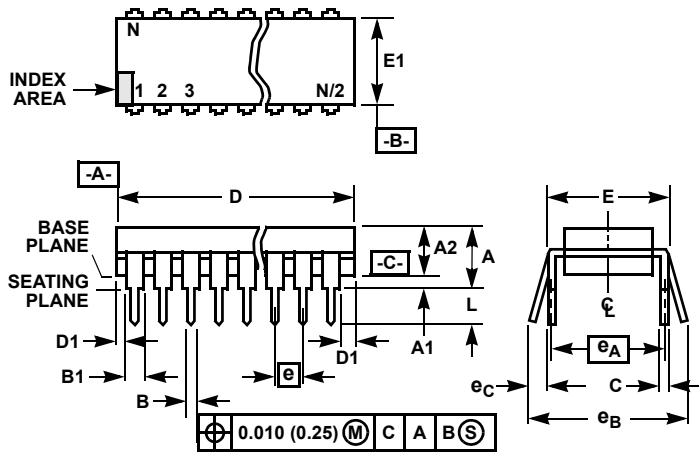 N
E1
INDEX
AREA
1 2 3 N/2
-B-
-A-
D
E
BASE
PLANE
A2
A
-C-
SEATING
PLANE
L
℄
D1
A1
D1
eA
B1
e
eC
C
B
eB
⌖ 0.010 (0.25) Ⓜ C A B Ⓢ